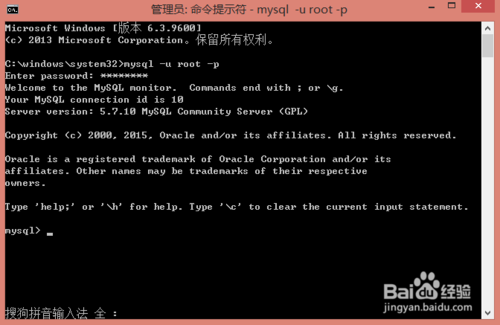 管理员: 命令提示符 - mysql -u root -p
Microsoft Windows [版本 6.3.9600]
(c) 2013 Microsoft Corporation。保留所有权利。
C:\windows\system32>mysql -u root -p
Enter password: ********
Welcome to the MySQL monitor.  Commands end with ; or \g.
Your MySQL connection id is 10
Server version: 5.7.10 MySQL Community Server (GPL)
Copyright (c) 2000, 2015, Oracle and/or its affiliates. All rights reserved.
Oracle is a registered trademark of Oracle Corporation and/or its
affiliates. Other names may be trademarks of their respective
owners.
Type 'help;' or '\h' for help. Type '\c' to clear the current input statement.
mysql> _
搜狗拼音输入法 全 :
Baidu 经验
jingyan.baidu.com